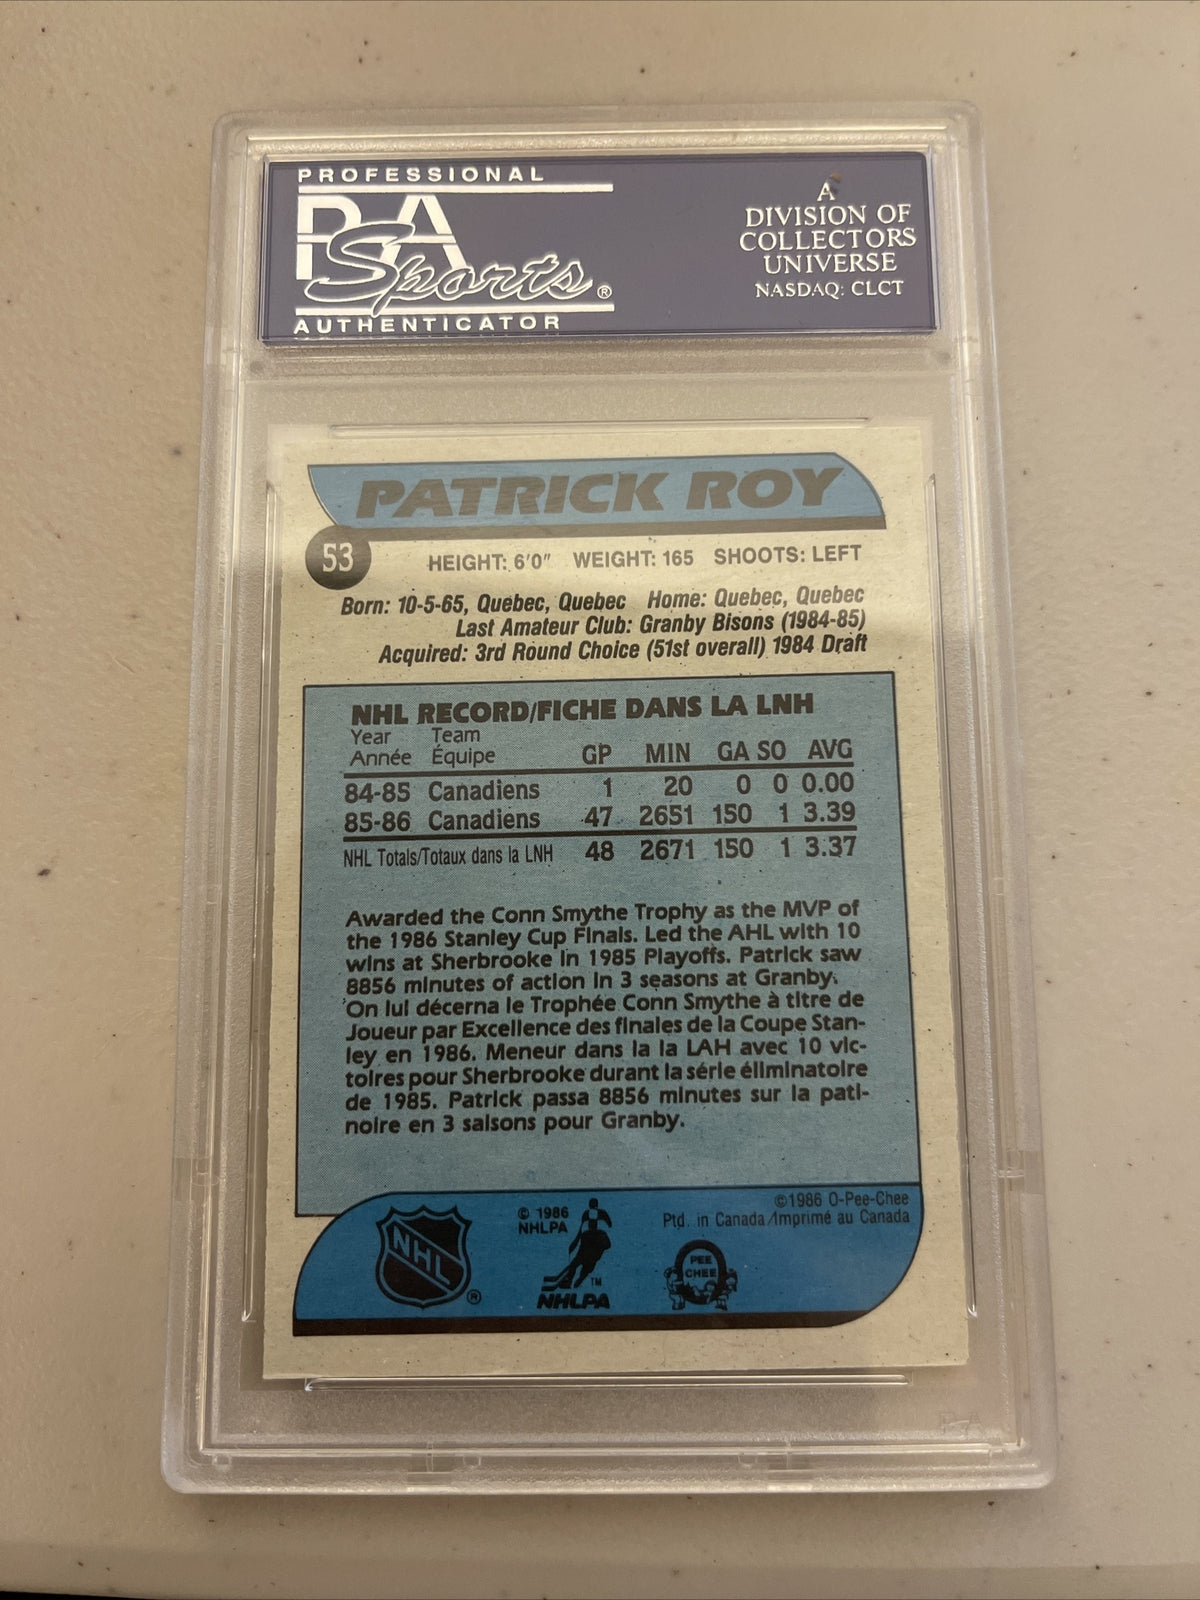 PROFESSIONAL
PSA
Sports®
AUTHENTICATOR
A
DIVISION OF
COLLECTORS
UNIVERSE
NASDAQ: CLCT
PATRICK ROY
53
HEIGHT: 6'0" WEIGHT: 165 SHOOTS: LEFT
Born: 10-5-65, Quebec, Quebec Home: Quebec, Quebec
Last Amateur Club: Granby Bisons (1984-85)
Acquired: 3rd Round Choice (51st overall) 1984 Draft
NHL RECORD/FICHE DANS LA LNH
Year Team
Année Équipe GP MIN GA SO AVG
84-85 Canadiens 1 20 0 0 0.00
85-86 Canadiens 47 2651 150 1 3.39
NHL Totals/Totaux dans la LNH 48 2671 150 1 3.37
Awarded the Conn Smythe Trophy as the MVP of
the 1986 Stanley Cup Finals. Led the AHL with 10
wins at Sherbrooke in 1985 Playoffs. Patrick saw
8856 minutes of action in 3 seasons at Granby.
On lui décerna le Trophée Conn Smythe à titre de
Joueur par Excellence des finales de la Coupe Stan-
ley en 1986. Meneur dans la la LAH avec 10 vic-
toires pour Sherbrooke durant la série éliminatoire
de 1985. Patrick passa 8856 minutes sur la pati-
noire en 3 saisons pour Granby.
©1986 O-Pee-Chee
Ptd. in Canada/Imprimé au Canada
NHL ®
© 1986
NHLPA
TM
NHLPA
PEE
CHEE
PSA